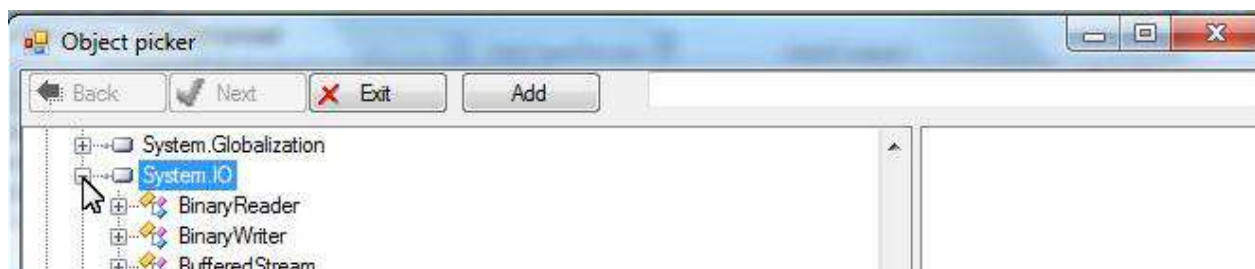 Object picker
Back Next Exit Add
System.Globalization
System.IO
BinaryReader
BinaryWriter
BufferedStream